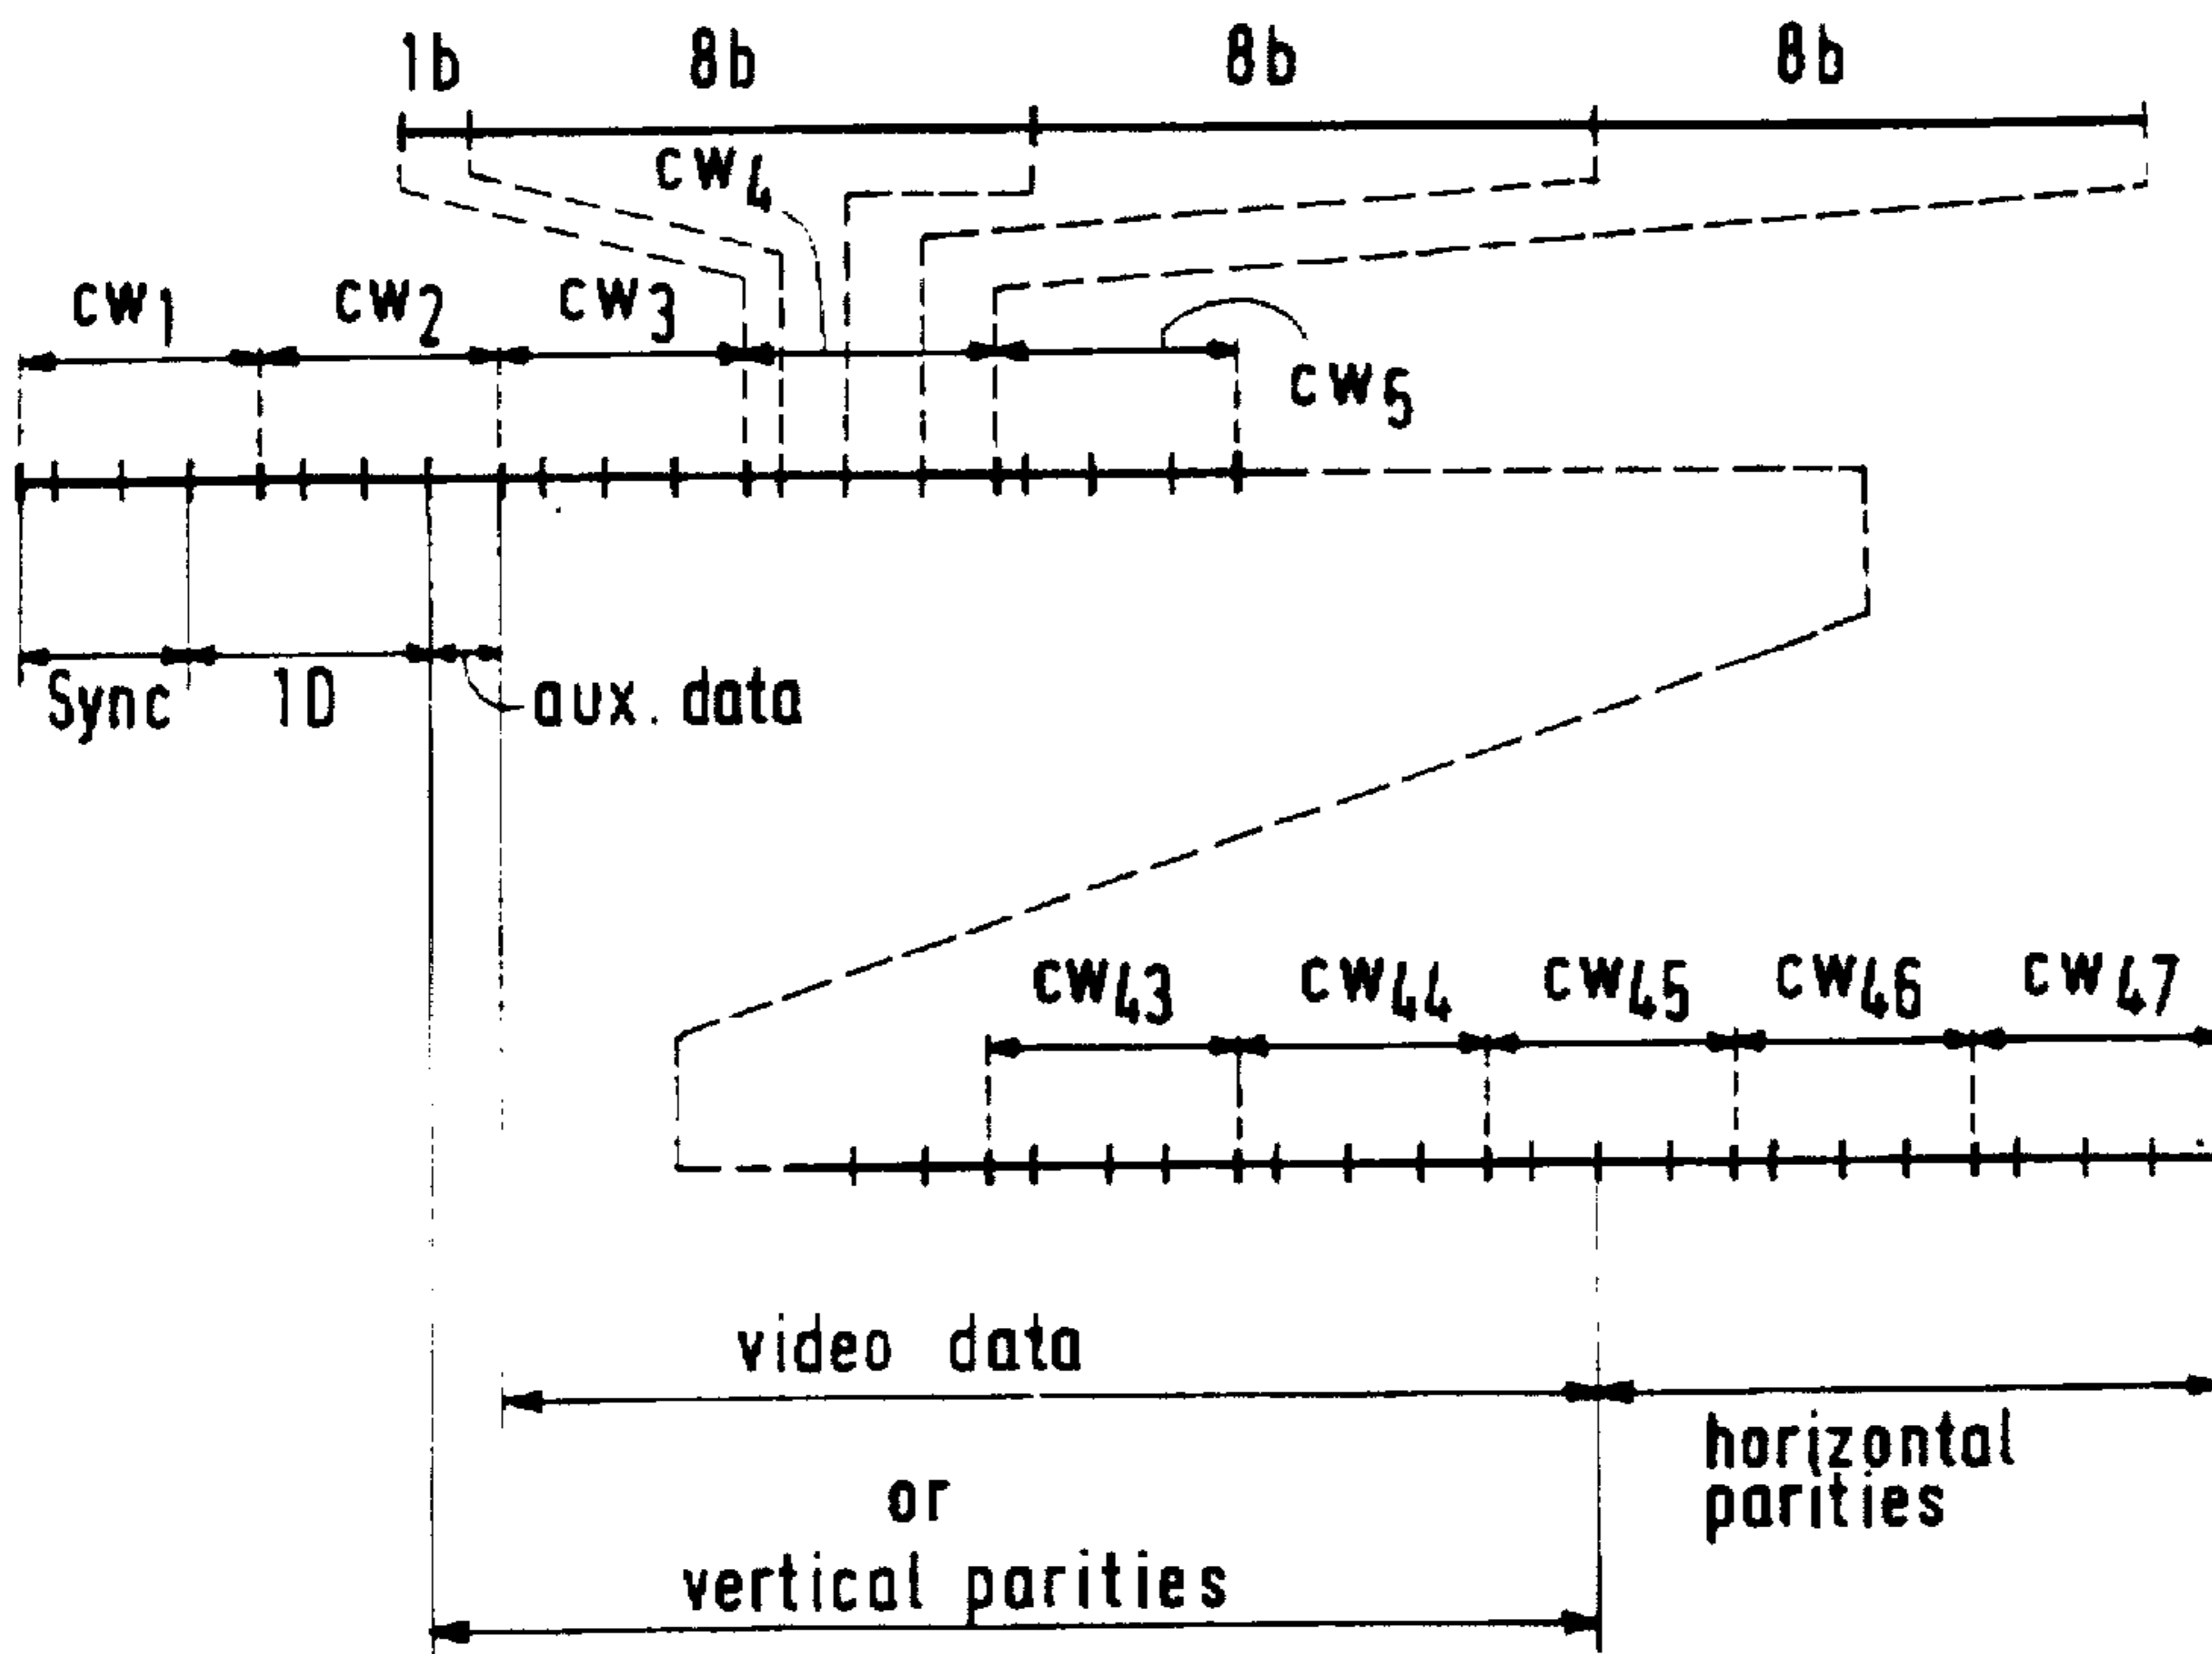 1b 8b 8b 8b
cw4
cw1 cw2 cw3
cw5
Sync 1D aux. data
cw43 cw44 cw45 cw46 cw47
video data
horizontal
parities
or
vertical parities